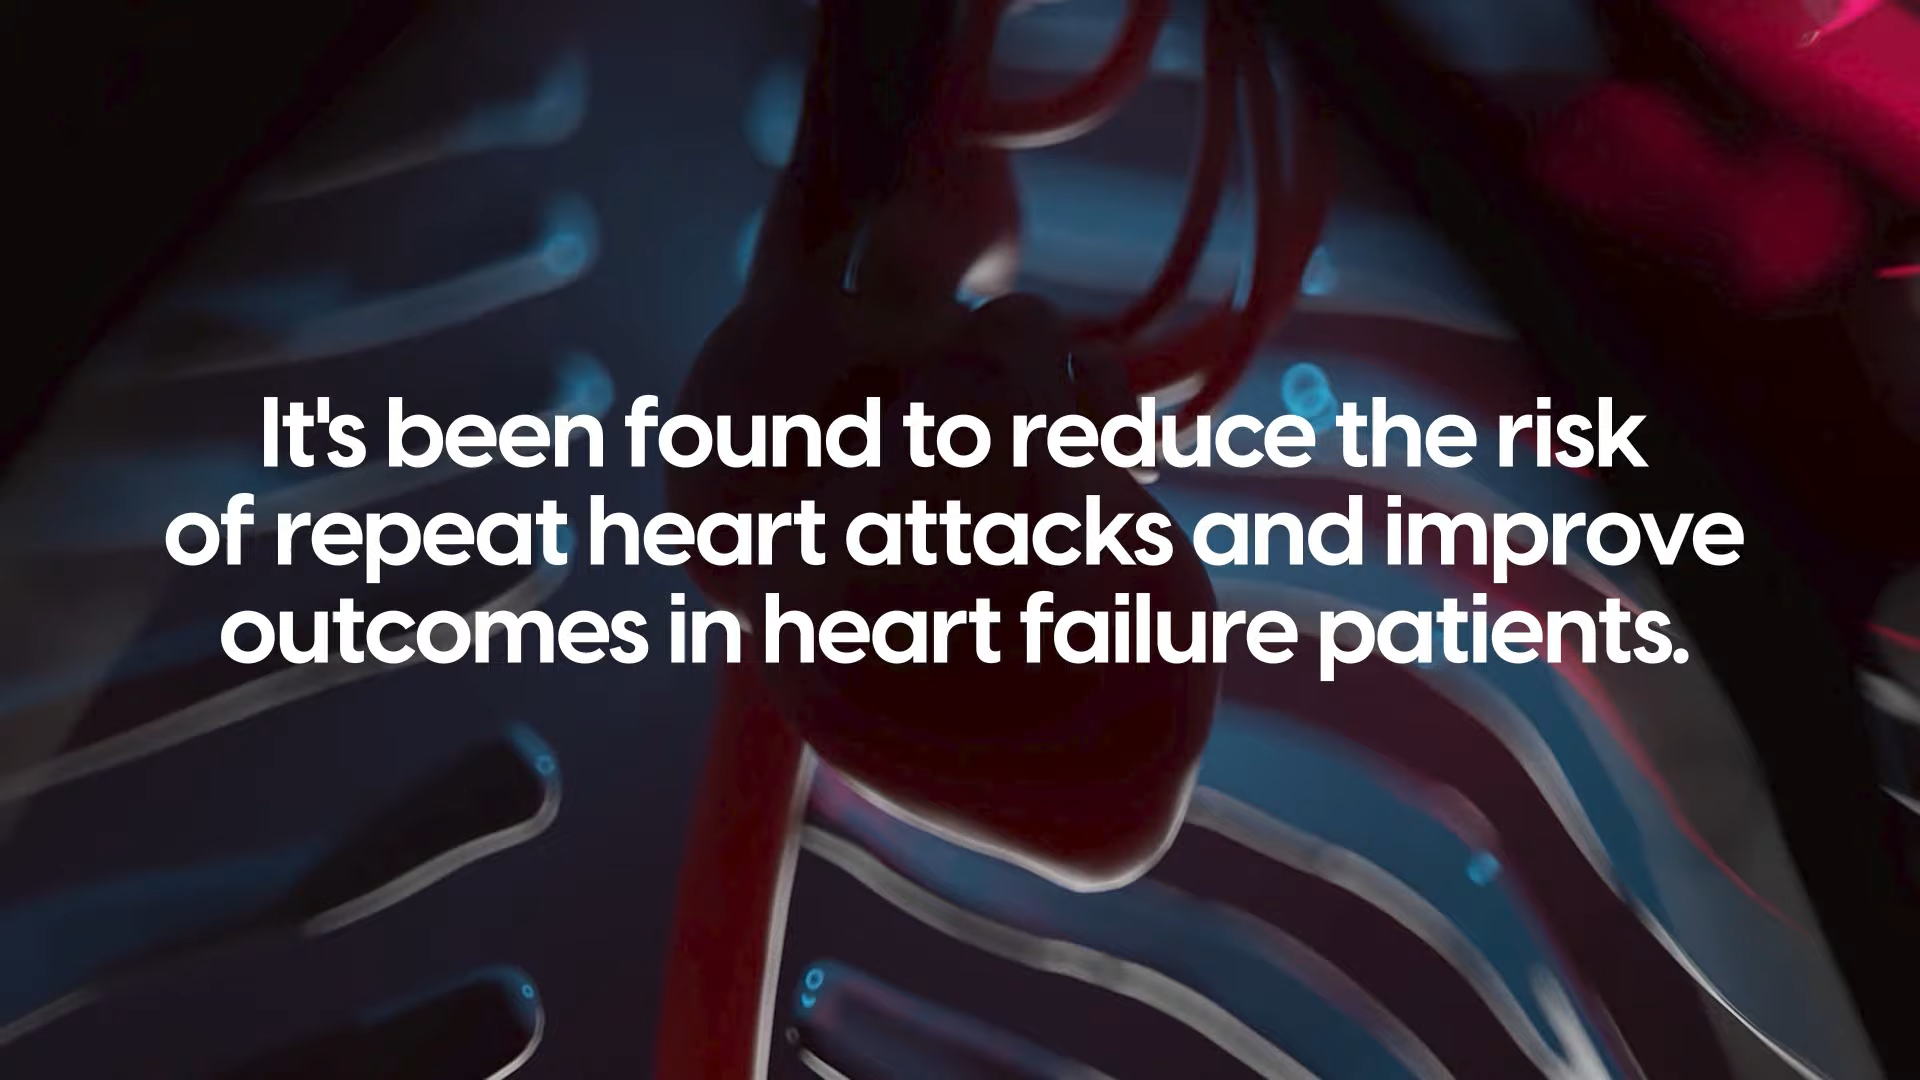 It's been found to reduce the risk
of repeat heart attacks and improve
outcomes in heart failure patients.